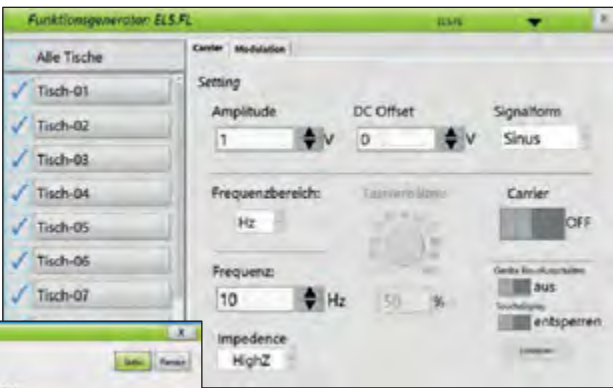 Funktionsgenerator: ELS.FL
Alle Tische
Tisch-01
Tisch-02
Tisch-03
Tisch-04
Tisch-05
Tisch-06
Tisch-07
Carrier Modulation
Setting
Amplitude DC Offset Signalform
1 V 0 V Sinus
Frequenzbereich: Carrier
Hz OFF
Frequenz:
10 Hz 50 %
aus
entsperren
Impedence
HighZ
X